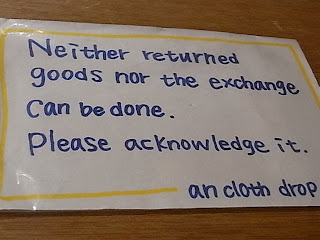 Neither returned
goods nor the exchange
Can be done.
Please acknowledge it.
an cloth drop